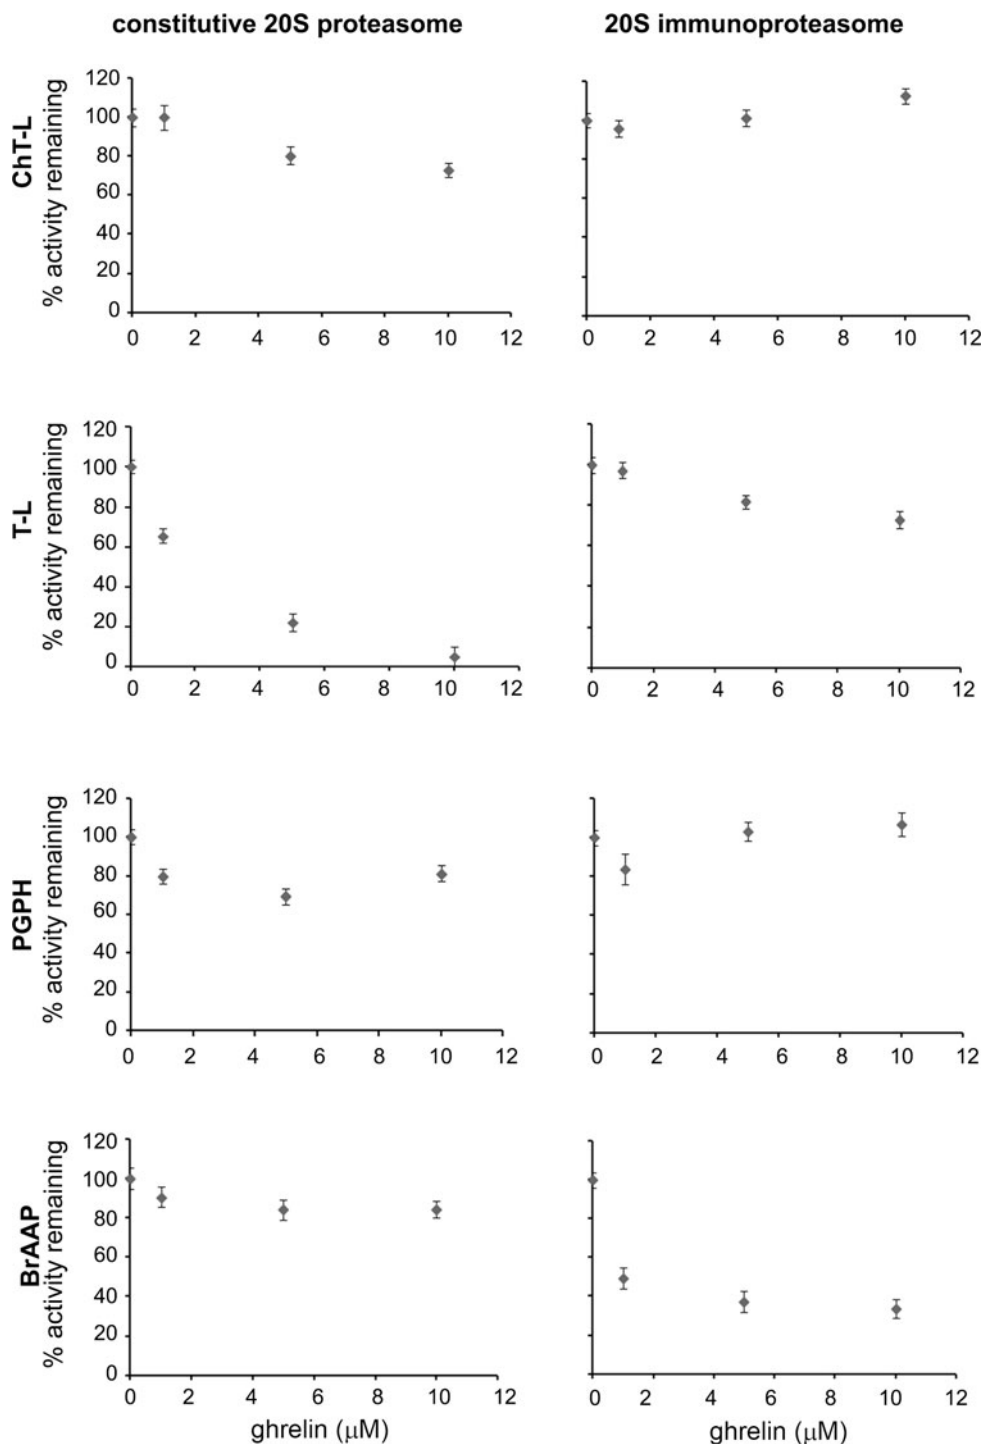 constitutive 20S proteasome
20S immunoproteasome
ChT-L
% activity remaining
120
100
80
60
40
20
0
0 2 4 6 8 10 12
0 2 4 6 8 10 12
T-L
% activity remaining
120
100
80
60
40
20
0
0 2 4 6 8 10 12
0 2 4 6 8 10 12
PGPH
% activity remaining
120
100
80
60
40
20
0
0 2 4 6 8 10 12
0 2 4 6 8 10 12
BrAAP
% activity remaining
120
100
80
60
40
20
0
0 2 4 6 8 10 12
ghrelin (μM)
0 2 4 6 8 10 12
ghrelin (μM)